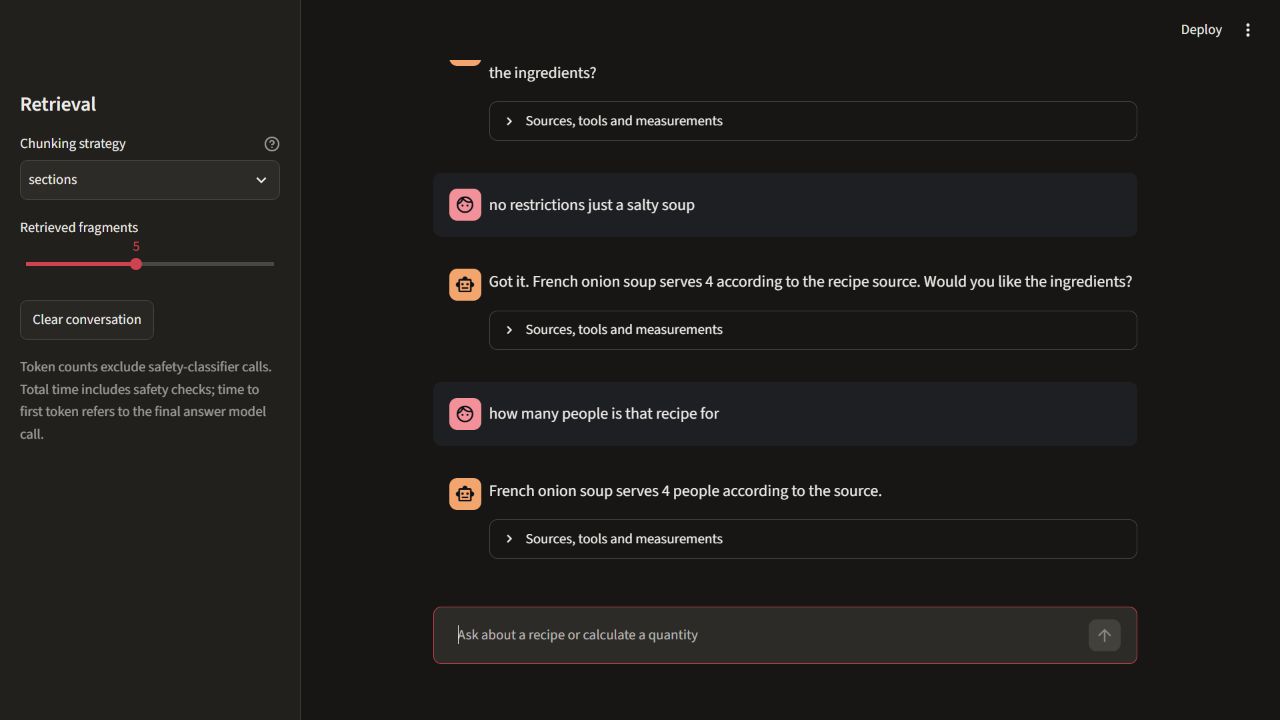 Deploy
Retrieval
Chunking strategy
sections
Retrieved fragments
5
Clear conversation
Token counts exclude safety-classifier calls.
Total time includes safety checks; time to
first token refers to the final answer model
call.
the ingredients?
Sources, tools and measurements
no restrictions just a salty soup
Got it. French onion soup serves 4 according to the recipe source. Would you like the ingredients?
Sources, tools and measurements
how many people is that recipe for
French onion soup serves 4 people according to the source.
Sources, tools and measurements
Ask about a recipe or calculate a quantity